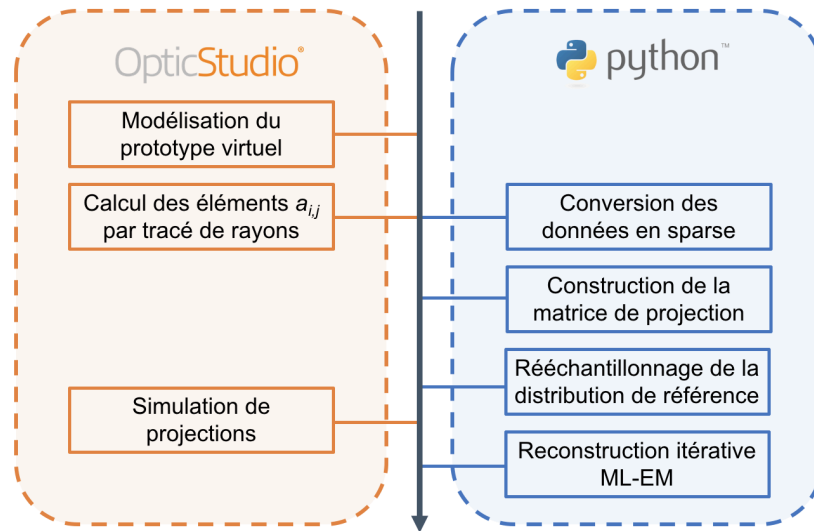 OpticStudio®
python™
Modélisation du
prototype virtuel
Calcul des éléments ai,j
par tracé de rayons
Conversion des
données en sparse
Construction de la
matrice de projection
Rééchantillonnage de la
distribution de référence
Simulation de
projections
Reconstruction itérative
ML-EM